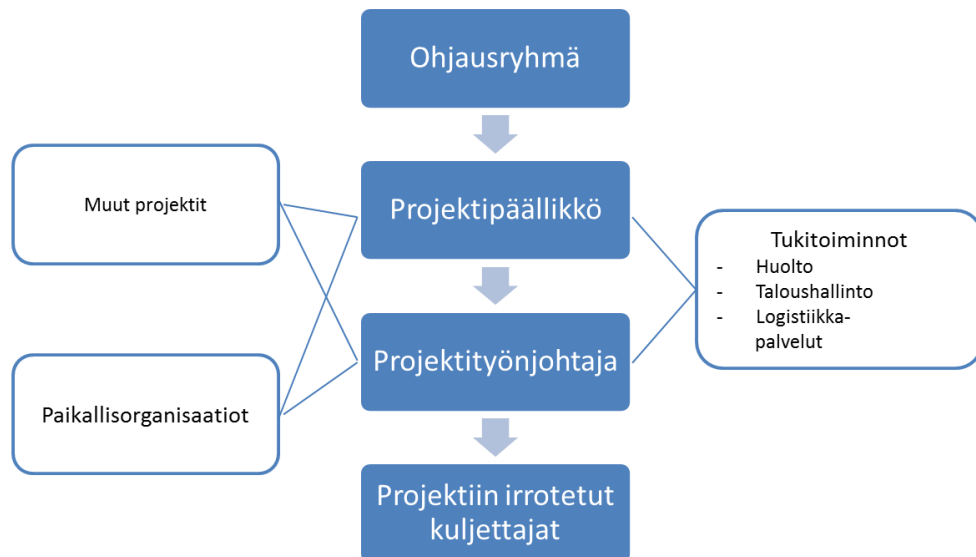 Ohjausryhmä
Muut projektit
Projektipäällikkö
Tukitoiminnot
- Huolto
- Taloushallinto
- Logistiikka-
palvelut
Projektityönjohtaja
Paikallisorganisaatiot
Projektiin irrotetut
kuljettajat